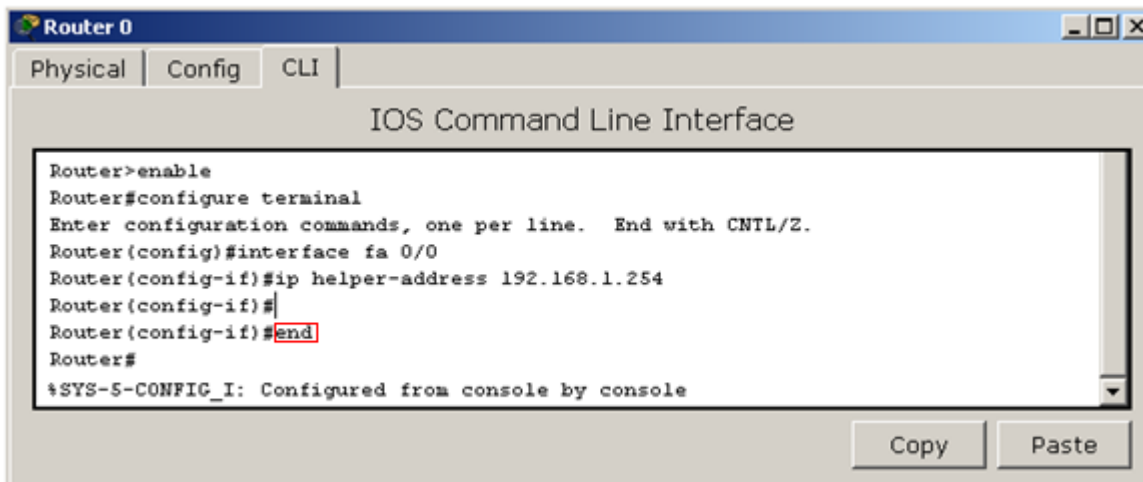 Router 0
Physical Config CLI
IOS Command Line Interface
Router>enable
Router#configure terminal
Enter configuration commands, one per line.  End with CNTL/Z.
Router(config)#interface fa 0/0
Router(config-if)#ip helper-address 192.168.1.254
Router(config-if)#
Router(config-if)#end
Router#
%SYS-5-CONFIG_I: Configured from console by console
Copy Paste